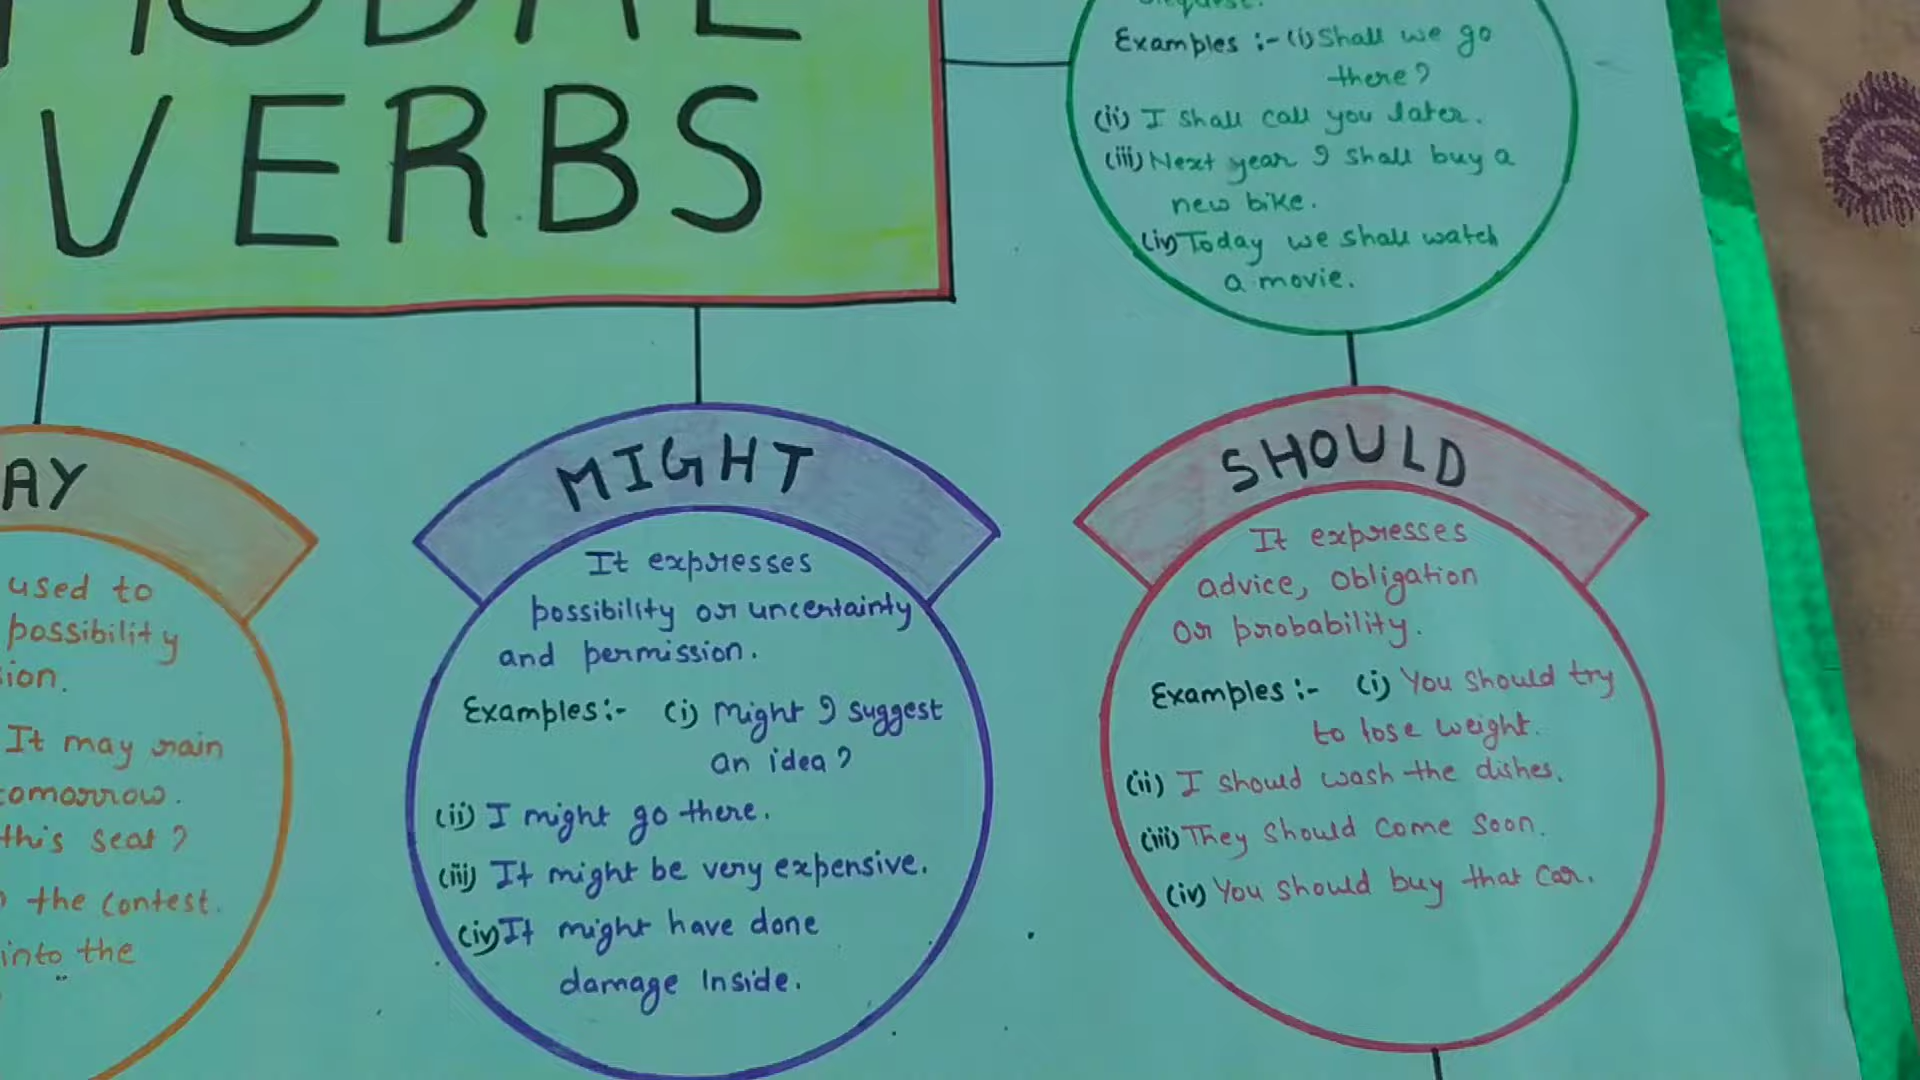 MODAL
VERBS
Request.
Examples :- (i) Shall we go
there?
(ii) I shall call you later.
(iii) Next year I shall buy a
new bike.
(iv) Today we shall watch
a movie.
AY
used to
possibility
sion.
It may rain
tomorrow.
this seat?
the contest.
into the
MIGHT
It expresses
possibility or uncertainty
and permission.
Examples:- (i) Might I suggest
an idea?
(ii) I might go there.
(iii) It might be very expensive.
(iv) It might have done
damage Inside.
SHOULD
It expresses
advice, obligation
or probability.
Examples :- (i) You should try
to lose weight.
(ii) I should wash the dishes.
(iii) They should come soon.
(iv) You should buy that car.